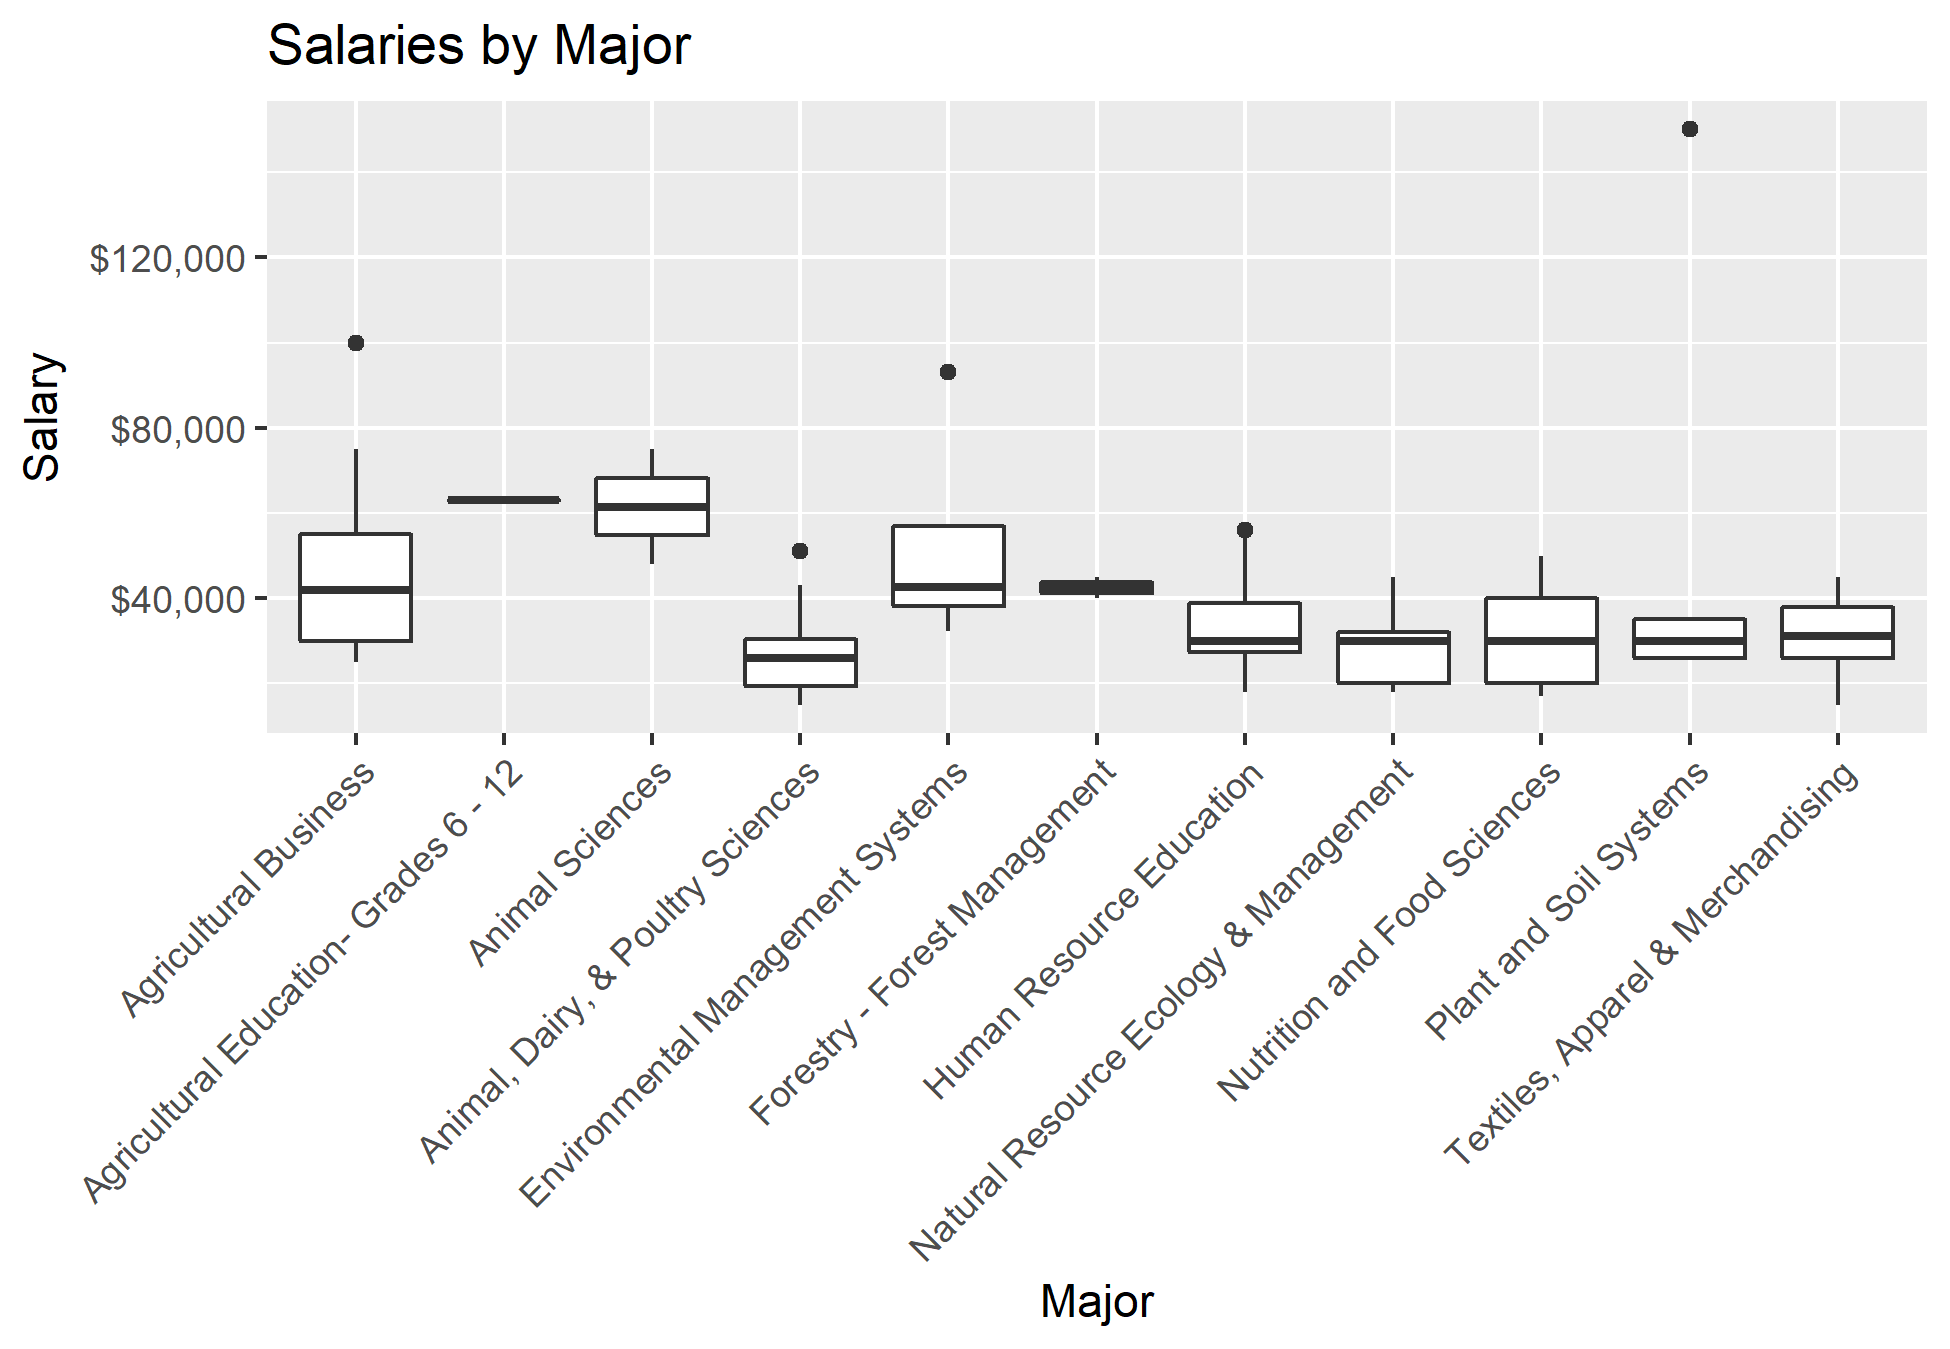 Salaries by Major
Salary
$120,000
$80,000
$40,000
Agricultural Business
Agricultural Education- Grades 6 - 12
Animal Sciences
Animal, Dairy, & Poultry Sciences
Environmental Management Systems
Forestry - Forest Management
Human Resource Education
Natural Resource Ecology & Management
Nutrition and Food Sciences
Plant and Soil Systems
Textiles, Apparel & Merchandising
Major